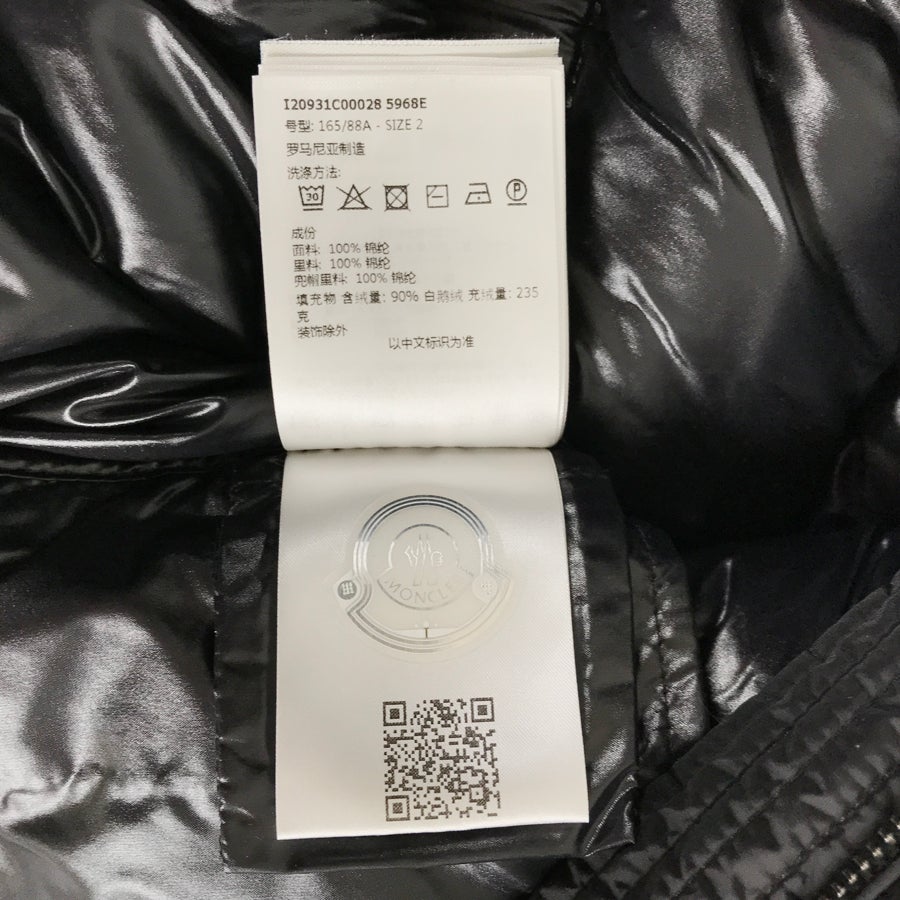 I20931C00028 5968E
号型: 165/88A - SIZE 2
罗马尼亚制造
洗涤方法:
30
P
成份
面料: 100% 锦纶
里料: 100% 锦纶
兜帽里料: 100% 锦纶
填充物 含绒量: 90% 白鹅绒 充绒量: 235
克
装饰除外
以中文标识为准
MONCLE